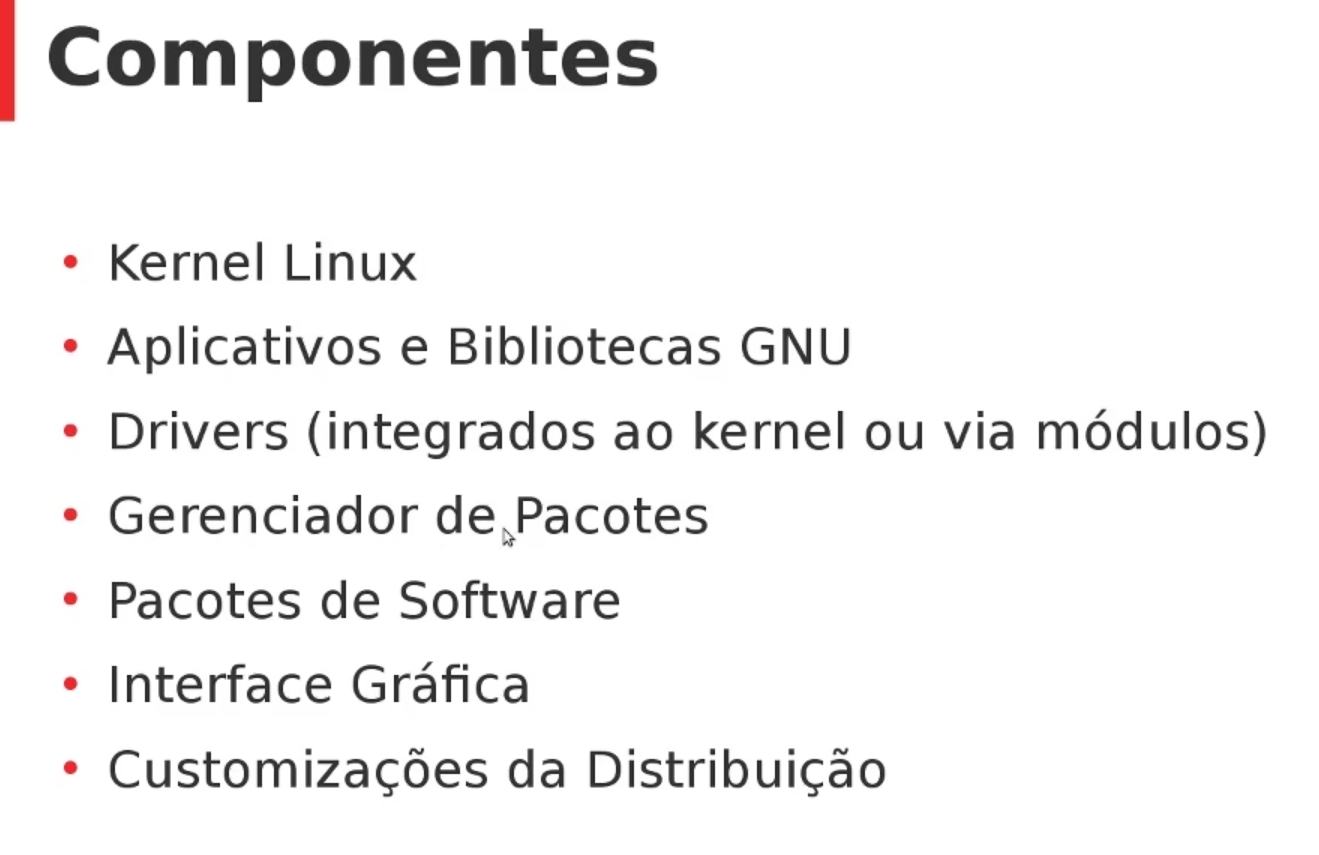 Componentes
• Kernel Linux
• Aplicativos e Bibliotecas GNU
• Drivers (integrados ao kernel ou via módulos)
• Gerenciador de Pacotes
• Pacotes de Software
• Interface Gráfica
• Customizações da Distribuição